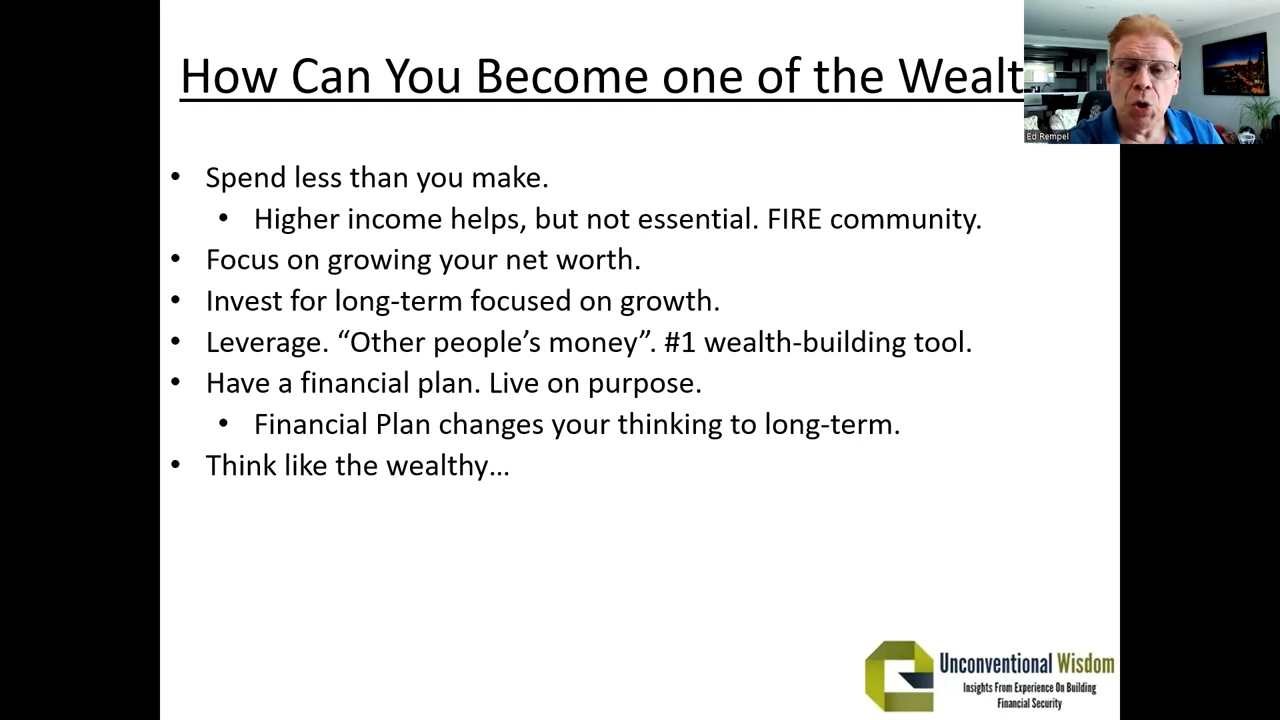 How Can You Become one of the Wealt
Ed Rempel
• Spend less than you make.
• Higher income helps, but not essential. FIRE community.
• Focus on growing your net worth.
• Invest for long-term focused on growth.
• Leverage. “Other people’s money”. #1 wealth-building tool.
• Have a financial plan. Live on purpose.
• Financial Plan changes your thinking to long-term.
• Think like the wealthy…
Unconventional Wisdom
Insights From Experience On Building
Financial Security